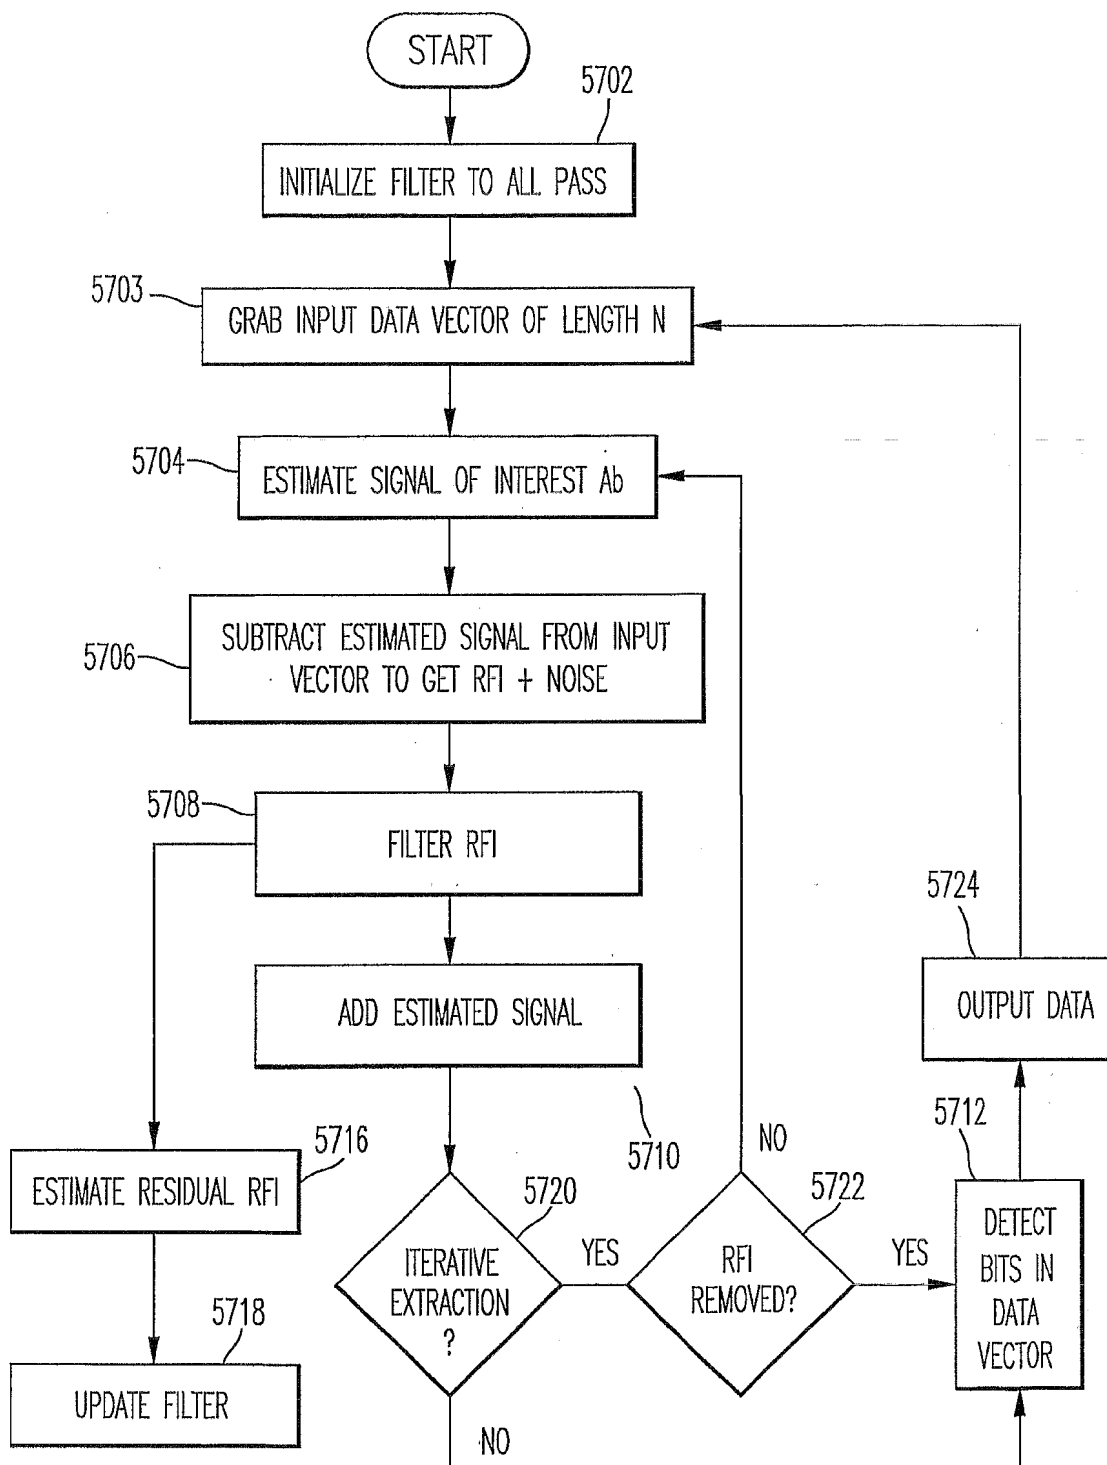 START
5702
INITIALIZE FILTER TO ALL PASS
5703
GRAB INPUT DATA VECTOR OF LENGTH N
5704
ESTIMATE SIGNAL OF INTEREST Ab
5706
SUBTRACT ESTIMATED SIGNAL FROM INPUT
VECTOR TO GET RFI + NOISE
5708
FILTER RFI
5724
OUTPUT DATA
ADD ESTIMATED SIGNAL
5710
5712
NO
5716
ESTIMATE RESIDUAL RFI
5720
5722
ITERATIVE
EXTRACTION
?
YES
RFI
REMOVED?
YES
DETECT
BITS IN
DATA
VECTOR
5718
UPDATE FILTER
NO